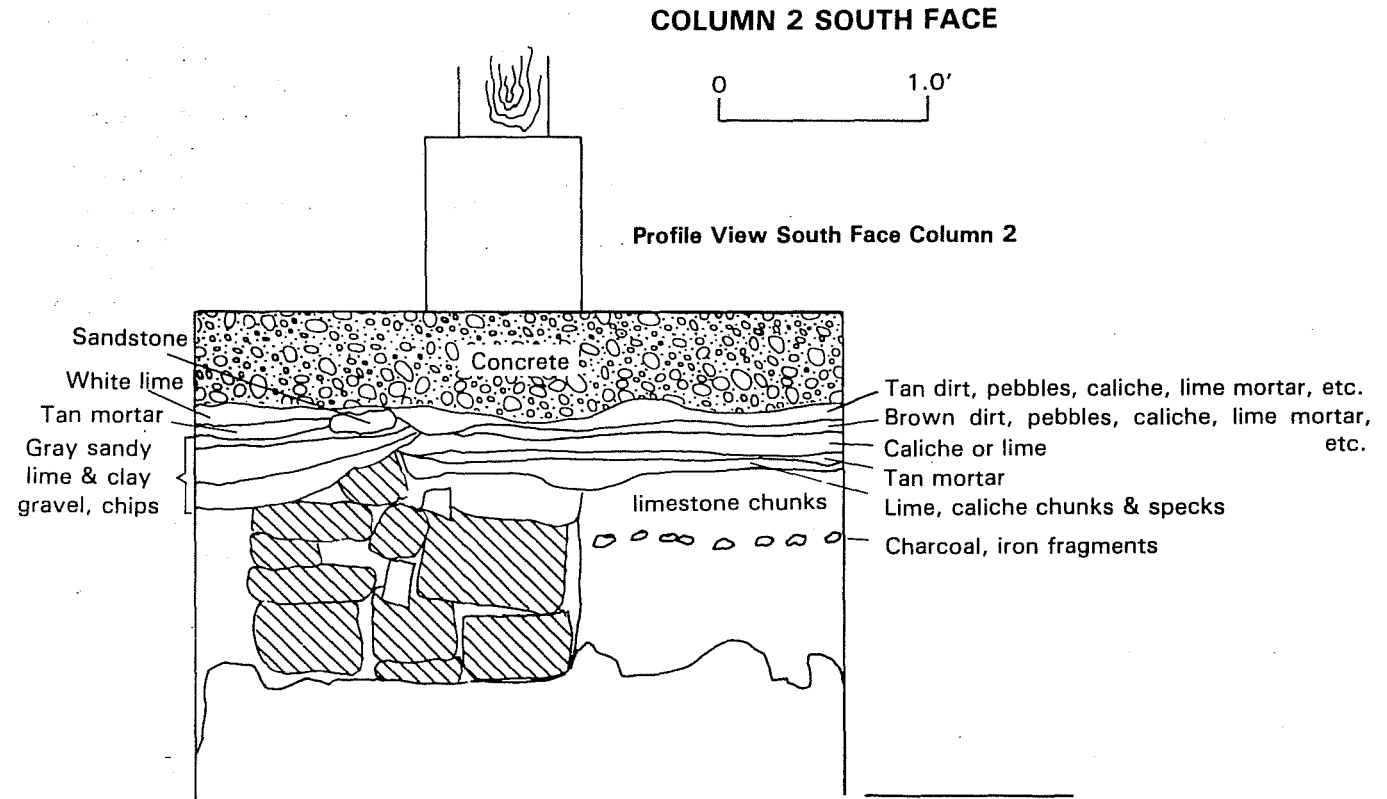 COLUMN 2 SOUTH FACE
0 1.0'
Profile View South Face Column 2
Sandstone
White lime
Tan mortar
Gray sandy
lime & clay
gravel, chips
Concrete
Tan dirt, pebbles, caliche, lime mortar, etc.
Brown dirt, pebbles, caliche, lime mortar,
etc.
Caliche or lime
Tan mortar
Lime, caliche chunks & specks
limestone chunks
Charcoal, iron fragments